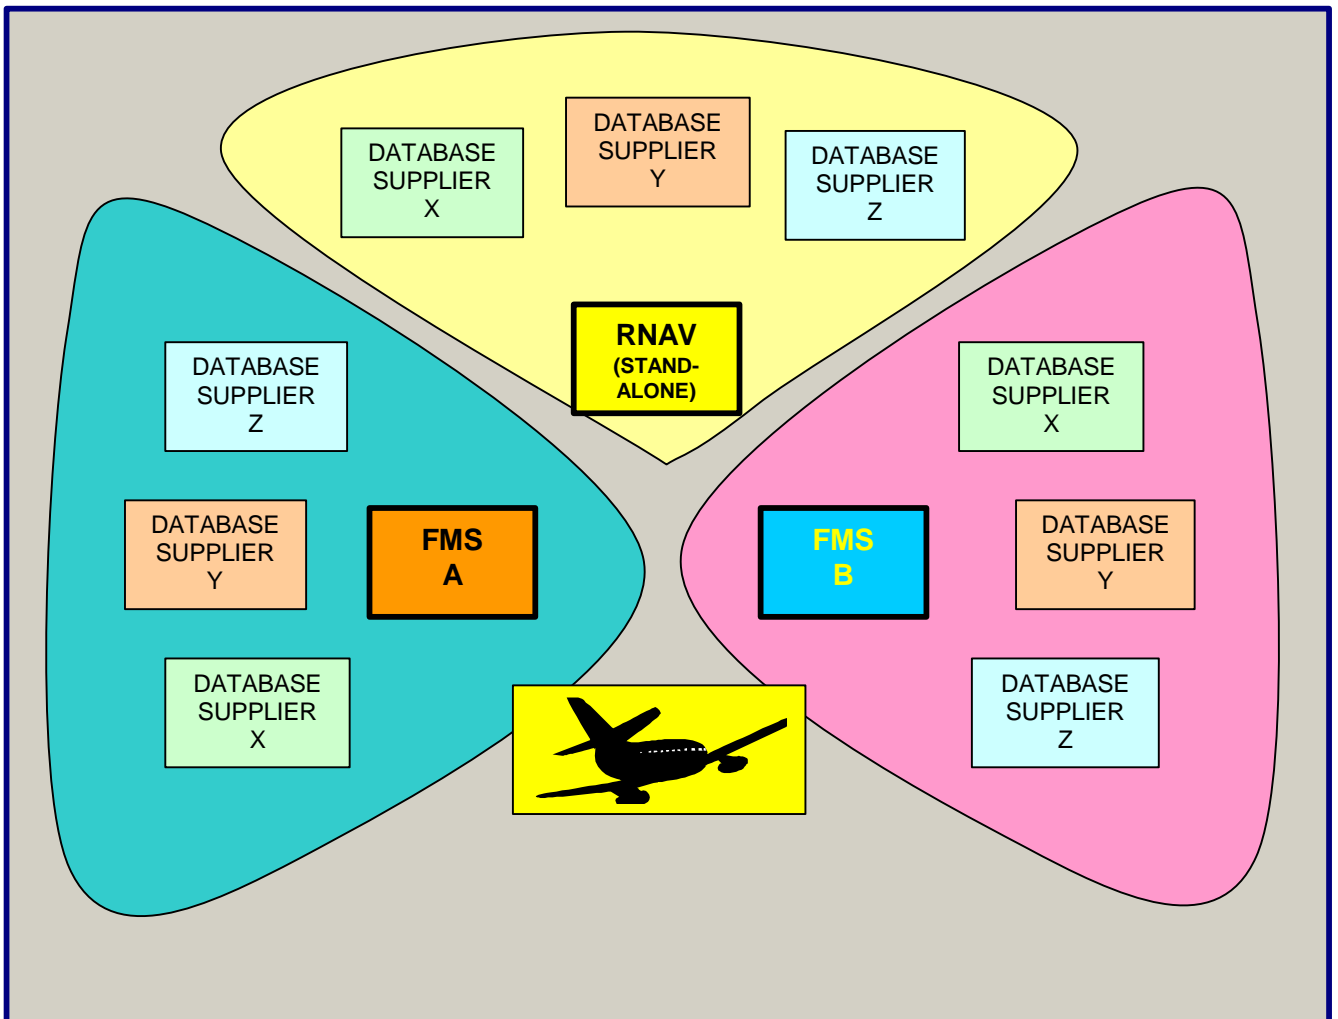 DATABASE
SUPPLIER
X
DATABASE
SUPPLIER
Y
DATABASE
SUPPLIER
Z
RNAV
(STAND-
ALONE)
DATABASE
SUPPLIER
Z
DATABASE
SUPPLIER
Y
DATABASE
SUPPLIER
X
FMS
A
FMS
B
DATABASE
SUPPLIER
X
DATABASE
SUPPLIER
Y
DATABASE
SUPPLIER
Z